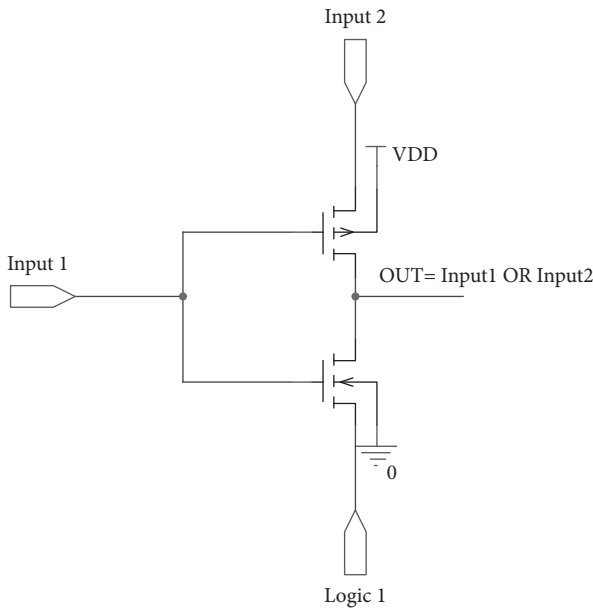 Input 2
VDD
Input 1
OUT= Input1 OR Input2
0
Logic 1